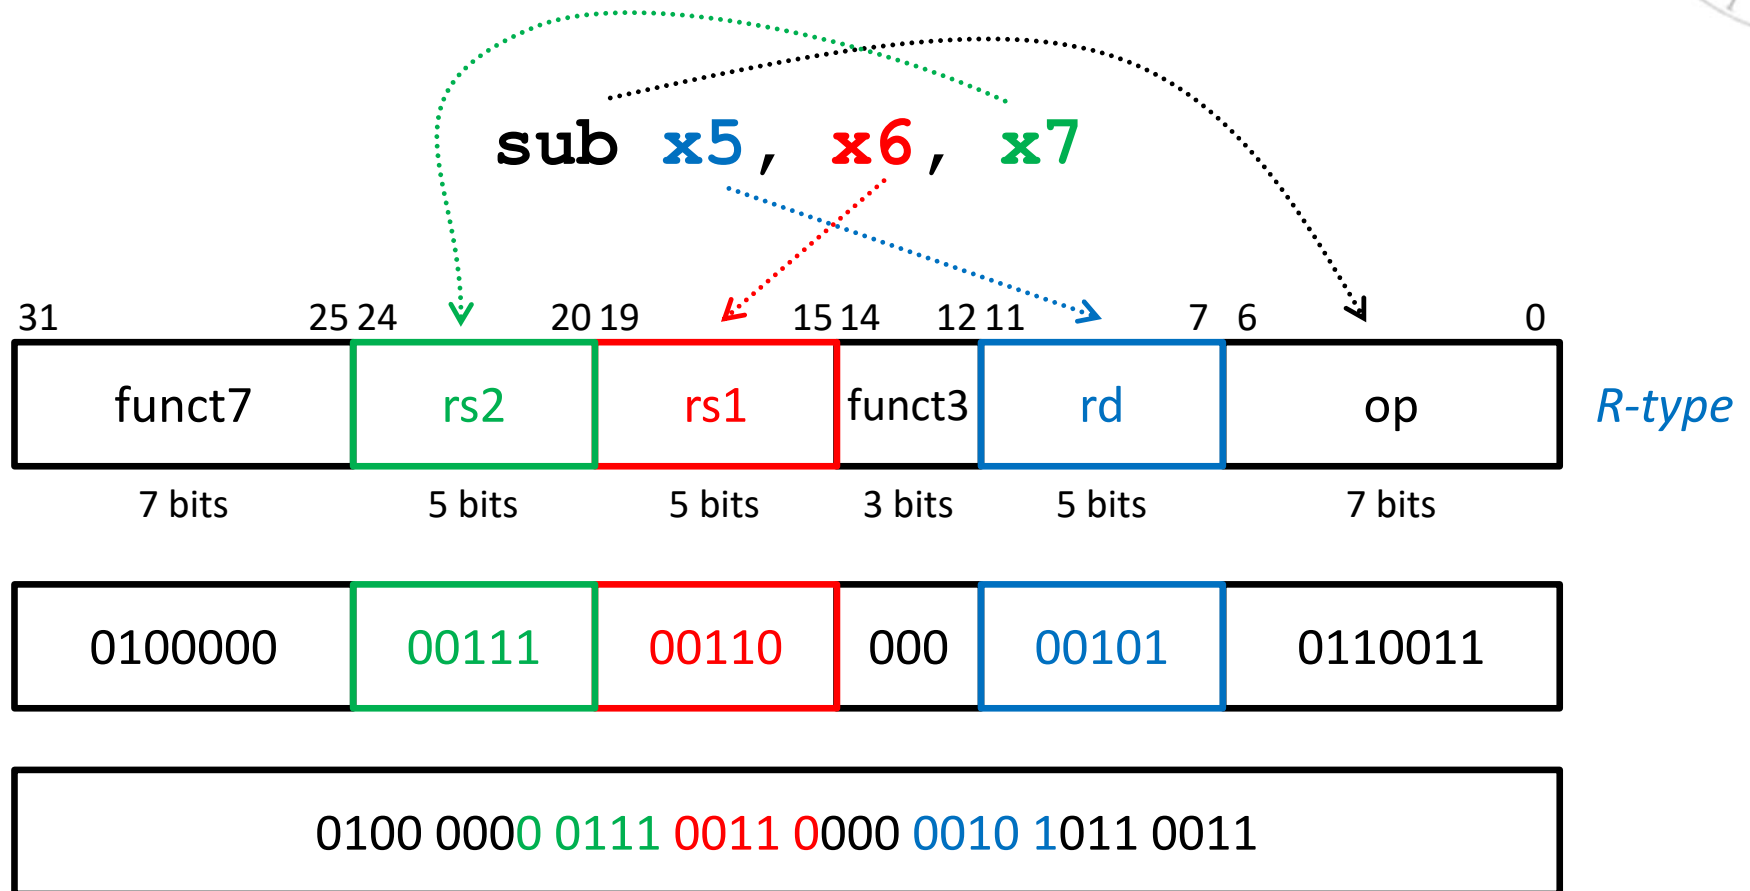 sub x5, x6, x7
31 25 24 20 19 15 14 12 11 7 6 0
funct7 rs2 rs1 funct3 rd op R-type
7 bits 5 bits 5 bits 3 bits 5 bits 7 bits
0100000 00111 00110 000 00101 0110011
0100 0000 0111 0011 0000 0010 1011 0011